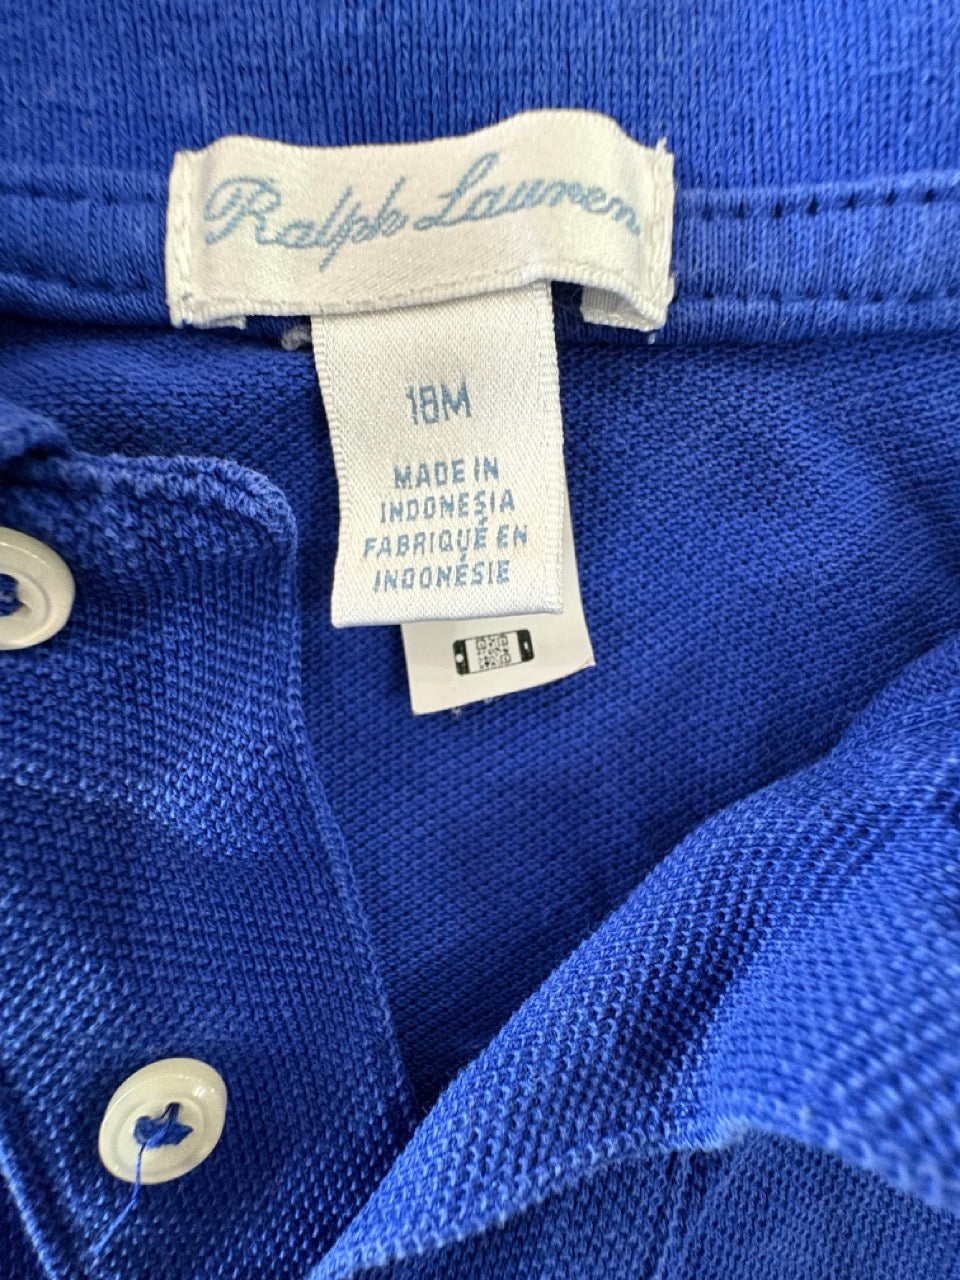 Ralph Lauren
18M
MADE IN
INDONESIA
FABRIQUÉ EN
INDONÉSIE